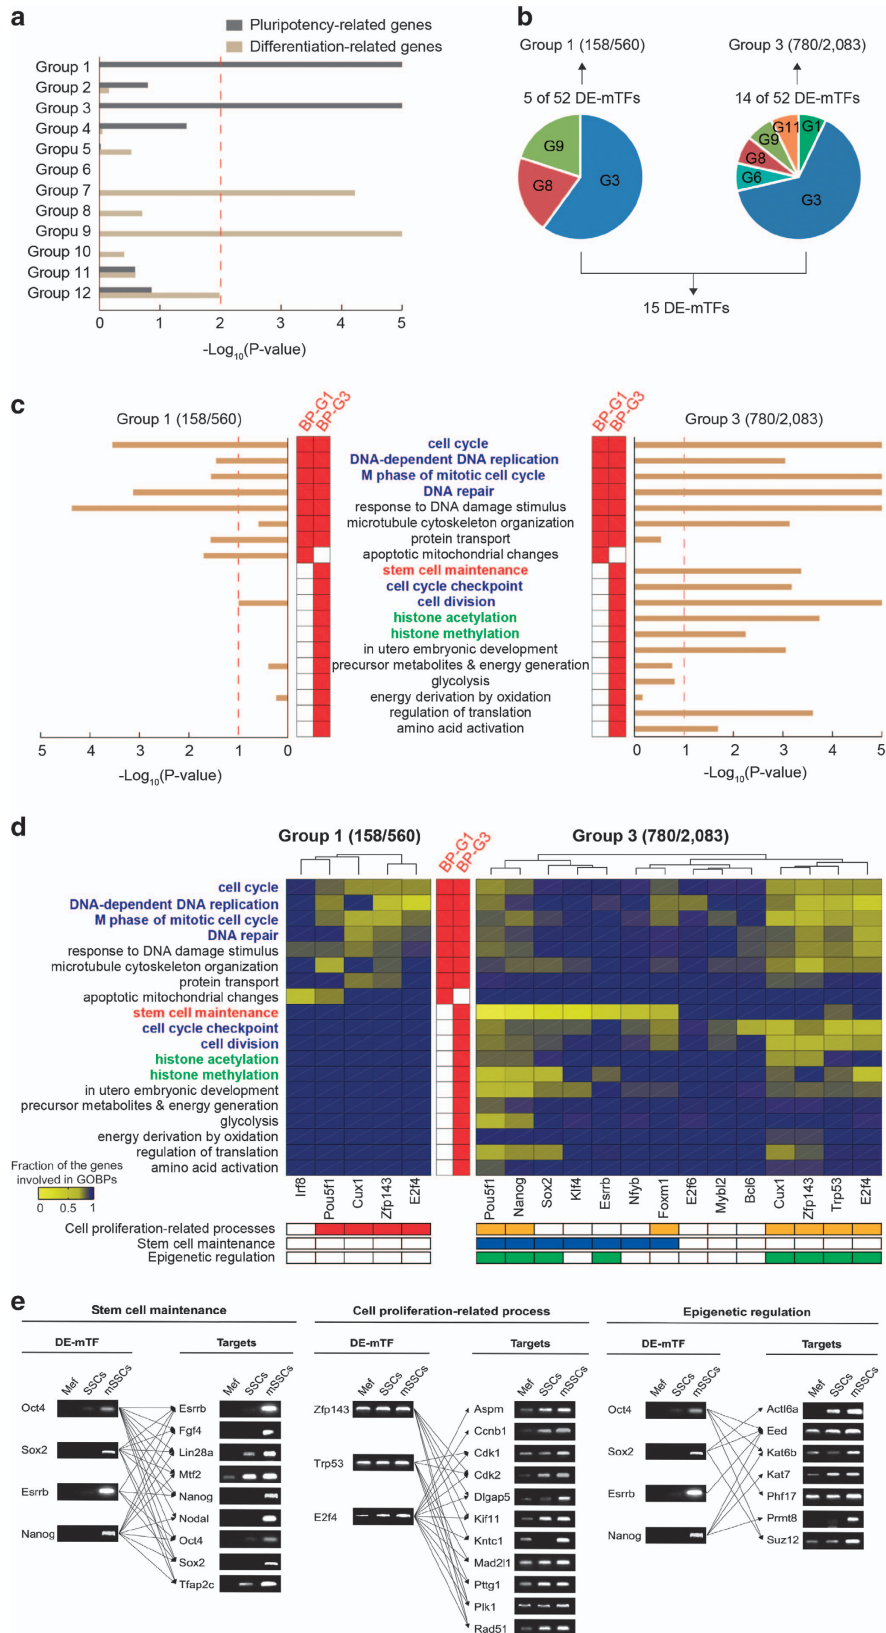 a
Pluripotency-related genes
Differentiation-related genes
Group 1
Group 2
Group 3
Group 4
Gropu 5
Group 6
Group 7
Group 8
Gropu 9
Group 10
Group 11
Group 12
0 1 2 3 4 5
-Log10(P-value)
b
Group 1 (158/560) Group 3 (780/2,083)
5 of 52 DE-mTFs 14 of 52 DE-mTFs
G9 G8 G3
G11 G1 G9 G8 G6 G3
15 DE-mTFs
c
Group 1 (158/560) BP-G1 BP-G3 BP-G1 BP-G3 Group 3 (780/2,083)
cell cycle
DNA-dependent DNA replication
M phase of mitotic cell cycle
DNA repair
response to DNA damage stimulus
microtubule cytoskeleton organization
protein transport
apoptotic mitochondrial changes
stem cell maintenance
cell cycle checkpoint
cell division
histone acetylation
histone methylation
in utero embryonic development
precursor metabolites & energy generation
glycolysis
energy derivation by oxidation
regulation of translation
amino acid activation
5 4 3 2 1 0 0 1 2 3 4 5
-Log10(P-value) -Log10(P-value)
d
Group 1 (158/560) BP-G1 BP-G3 Group 3 (780/2,083)
cell cycle
DNA-dependent DNA replication
M phase of mitotic cell cycle
DNA repair
response to DNA damage stimulus
microtubule cytoskeleton organization
protein transport
apoptotic mitochondrial changes
stem cell maintenance
cell cycle checkpoint
cell division
histone acetylation
histone methylation
in utero embryonic development
precursor metabolites & energy generation
glycolysis
energy derivation by oxidation
regulation of translation
amino acid activation
Fraction of the genes
involved in GOBPs
0 0.5 1
Irf8 Pou5f1 Cux1 Zfp143 E2f4 Pou5f1 Nanog Sox2 Klf4 Esrrb Nfyb Foxm1 E2f6 Mybl2 Bcl6 Cux1 Zfp143 Trp53 E2f4
Cell proliferation-related processes
Stem cell maintenance
Epigenetic regulation
e
Stem cell maintenance
DE-mTF Targets
Mef SSCs mSSCs Mef SSCs mSSCs
Oct4
Sox2
Esrrb
Nanog
Esrrb
Fgf4
Lin28a
Mtf2
Nanog
Nodal
Oct4
Sox2
Tfap2c
Cell proliferation-related process
DE-mTF Targets
Mef SSCs mSSCs Mef SSCs mSSCs
Zfp143
Trp53
E2f4
Aspm
Ccnb1
Cdk1
Cdk2
Dlgap5
Kif11
Kntc1
Mad2l1
Pttg1
Plk1
Rad51
Epigenetic regulation
DE-mTF Targets
Mef SSCs mSSCs Mef SSCs mSSCs
Oct4
Sox2
Esrrb
Nanog
Actl6a
Eed
Kat6b
Kat7
Phf17
Prmt8
Suz12